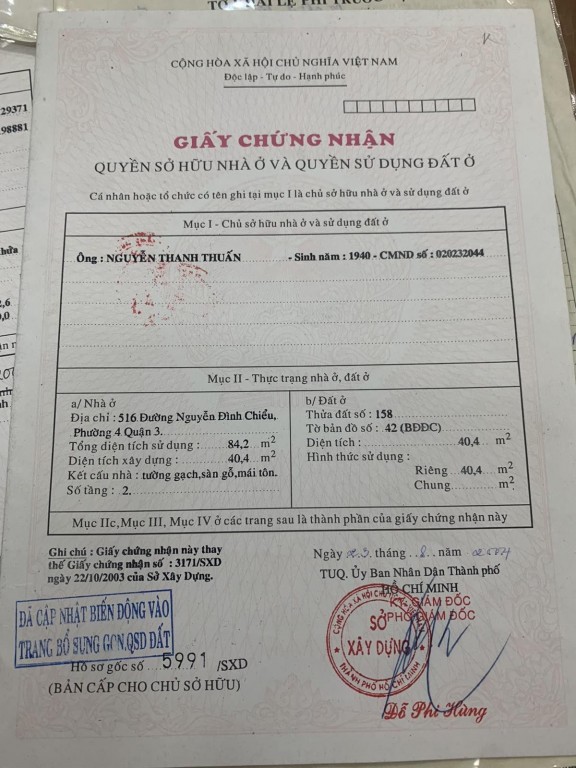 29371
98881
CỘNG HÒA XÃ HỘI CHỦ NGHĨA VIỆT NAM
Độc lập - Tự do - Hạnh phúc
GIẤY CHỨNG NHẬN
QUYỀN SỞ HỮU NHÀ Ở VÀ QUYỀN SỬ DỤNG ĐẤT Ở
Cá nhân hoặc tổ chức có tên ghi tại mục I là chủ sở hữu nhà ở và sử dụng đất ở
Mục I - Chủ sở hữu nhà ở và sử dụng đất ở
Ông : NGUYỄN THANH THUẤN - Sinh năm : 1940 - CMND số : 020232044
Mục II - Thực trạng nhà ở, đất ở
a/ Nhà ở
Địa chỉ : 516 Đường Nguyễn Đình Chiểu,
Phường 4 Quận 3.
Tổng diện tích sử dụng : 84,2 m2
Diện tích xây dựng : 40,4 m2
Kết cấu nhà : tường gạch,sàn gỗ,mái tôn.
Số tầng : 2.
b/ Đất ở
Thửa đất số : 158
Tờ bản đồ số : 42 (BĐĐC)
Diện tích : 40,4 m2
Hình thức sử dụng :
Riêng 40,4 m2
Chung m2
Mục IIc,Mục III, Mục IV ở các trang sau là thành phần của giấy chứng nhận này
Ghi chú : Giấy chứng nhận này thay
thế Giấy chứng nhận số : 3171/SXD
ngày 22/10/2003 của Sở Xây Dựng.
ĐÃ CẬP NHẬT BIẾN ĐỘNG VÀO
TRANG BỔ SUNG GCN,QSD ĐẤT
Hồ sơ gốc số 5991 /SXD
(BẢN CẤP CHO CHỦ SỞ HỮU)
Ngày 23 tháng 8 năm 2004
TUQ. Ủy Ban Nhân Dân Thành phố
HỒ CHÍ MINH
KT. GIÁM ĐỐC
PHÓ GIÁM ĐỐC
SỞ
XÂY DỰNG
THÀNH PHỐ HỒ CHÍ MINH
Đỗ Phi Hùng